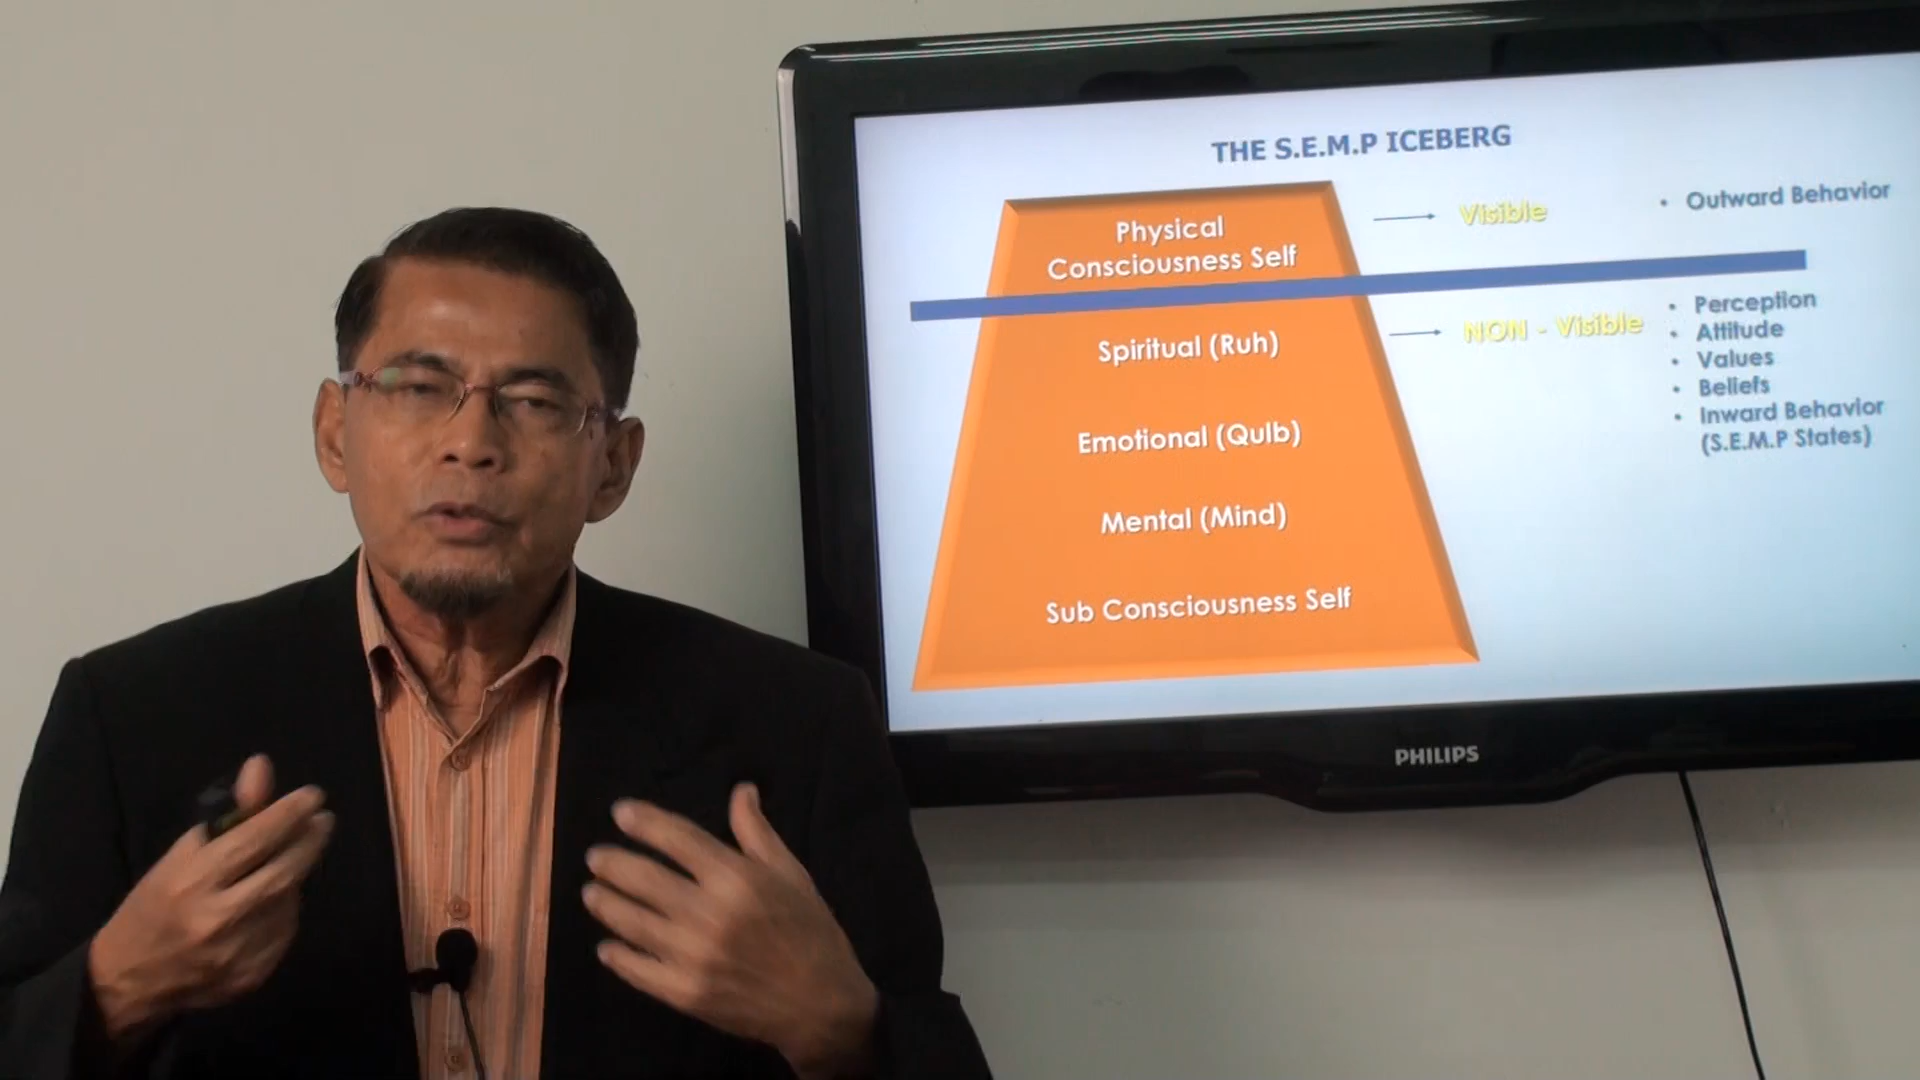 THE S.E.M.P ICEBERG
Physical
Consciousness Self
Visible
• Outward Behavior
Spiritual (Ruh)
NON - Visible
• Perception
• Attitude
• Values
• Beliefs
• Inward Behavior
(S.E.M.P States)
Emotional (Qulb)
Mental (Mind)
Sub Consciousness Self
PHILIPS